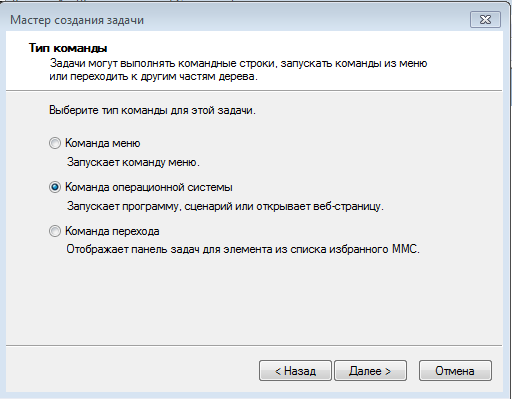 Мастер создания задачи
Тип команды
Задачи могут выполнять командные строки, запускать команды из меню
или переходить к другим частям дерева.
Выберите тип команды для этой задачи.
Команда меню
Запускает команду меню.
Команда операционной системы
Запускает программу, сценарий или открывает веб-страницу.
Команда перехода
Отображает панель задач для элемента из списка избранного MMC.
< Назад
Далее >
Отмена